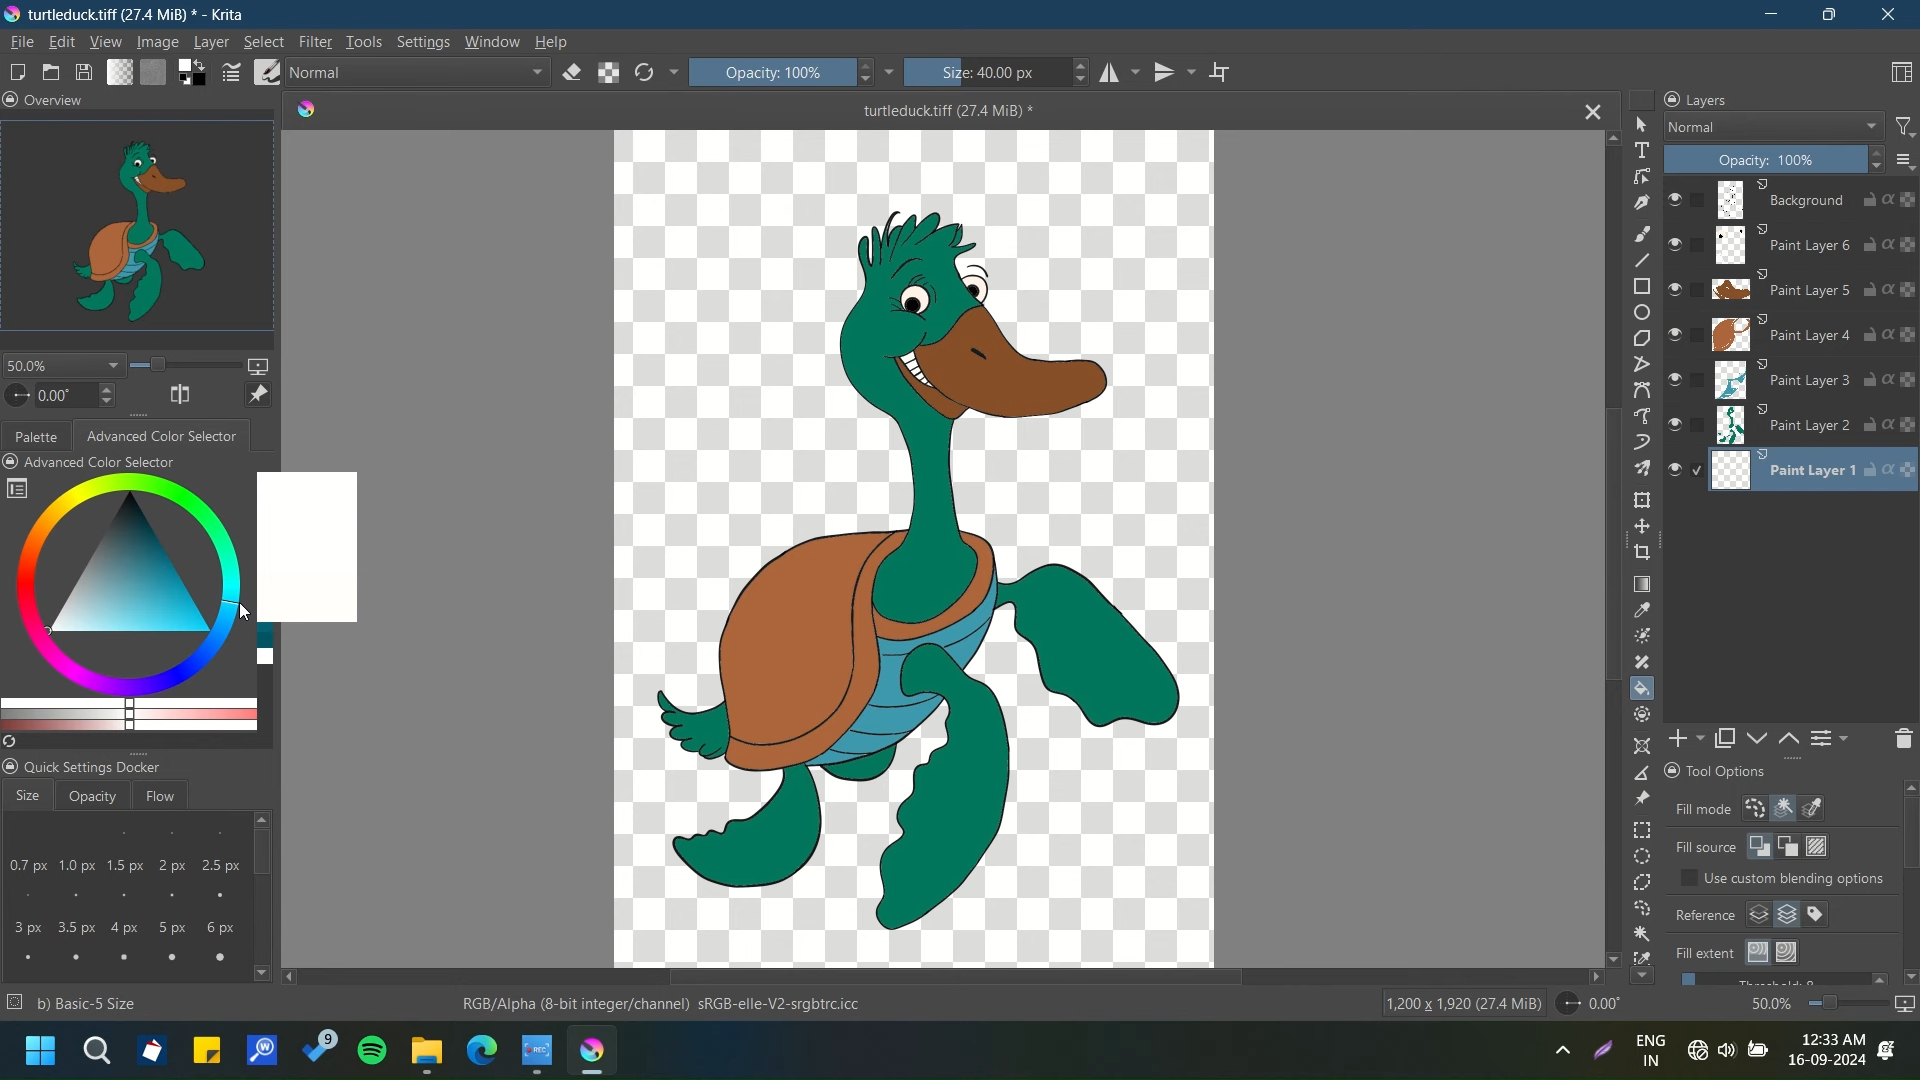 turtleduck.tiff (27.4 MiB) * - Krita
File Edit View Image Layer Select Filter Tools Settings Window Help
Normal
Opacity: 100%
Size: 40.00 px
Overview
turtleduck.tiff (27.4 MiB) *
Layers
Normal
Opacity: 100%
Background
Paint Layer 6
Paint Layer 5
Paint Layer 4
Paint Layer 3
Paint Layer 2
Paint Layer 1
50.0%
0.00°
Palette Advanced Color Selector
Advanced Color Selector
Quick Settings Docker
Size Opacity Flow
0.7 px 1.0 px 1.5 px 2 px 2.5 px
3 px 3.5 px 4 px 5 px 6 px
Tool Options
Fill mode
Fill source
Use custom blending options
Reference
Fill extent
b) Basic-5 Size
RGB/Alpha (8-bit integer/channel) sRGB-elle-V2-srgbtrc.icc
1,200 x 1,920 (27.4 MiB)
0.00°
50.0%
9
REC
ENG
IN
12:33 AM
16-09-2024